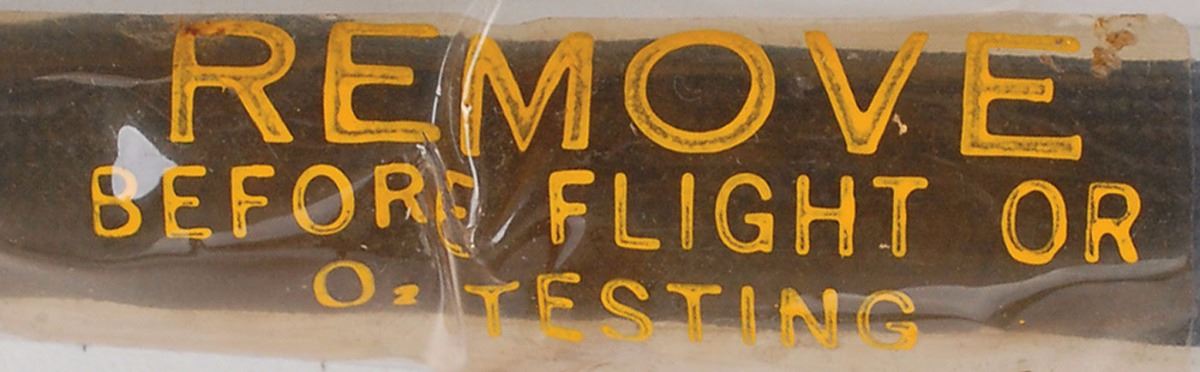 REMOVE
BEFORE FLIGHT OR
O₂ TESTING